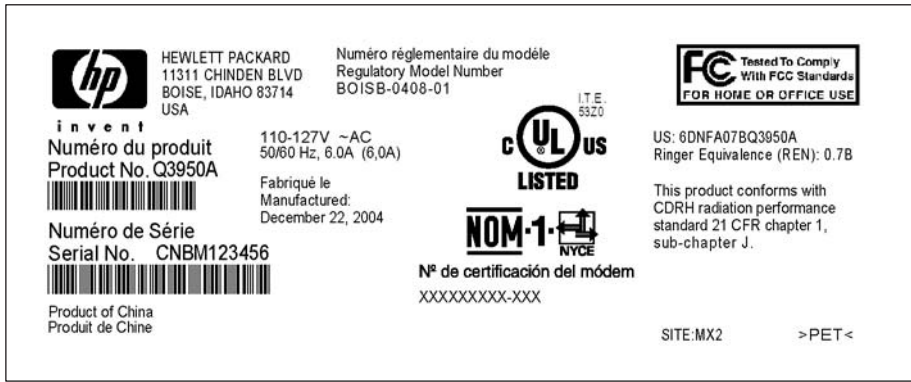 hp
invent
HEWLETT PACKARD
11311 CHINDEN BLVD
BOISE, IDAHO 83714
USA
Numéro réglementaire du modèle
Regulatory Model Number
BOISB-0408-01
Numéro du produit
Product No. Q3950A
110-127V ~AC
50/60 Hz, 6.0A (6,0A)
Fabriqué le
Manufactured:
December 22, 2004
Numéro de Série
Serial No. CNBM123456
Product of China
Produit de Chine
I.T.E.
53Z0
C UL ® US
LISTED
NOM-1-
NYCE
Nº de certificación del módem
XXXXXXXXX-XXX
FC Tested To Comply
With FCC Standards
FOR HOME OR OFFICE USE
US: 6DNFA07BQ3950A
Ringer Equivalence (REN): 0.7B
This product conforms with
CDRH radiation performance
standard 21 CFR chapter 1,
sub-chapter J.
SITE:MX2 >PET<